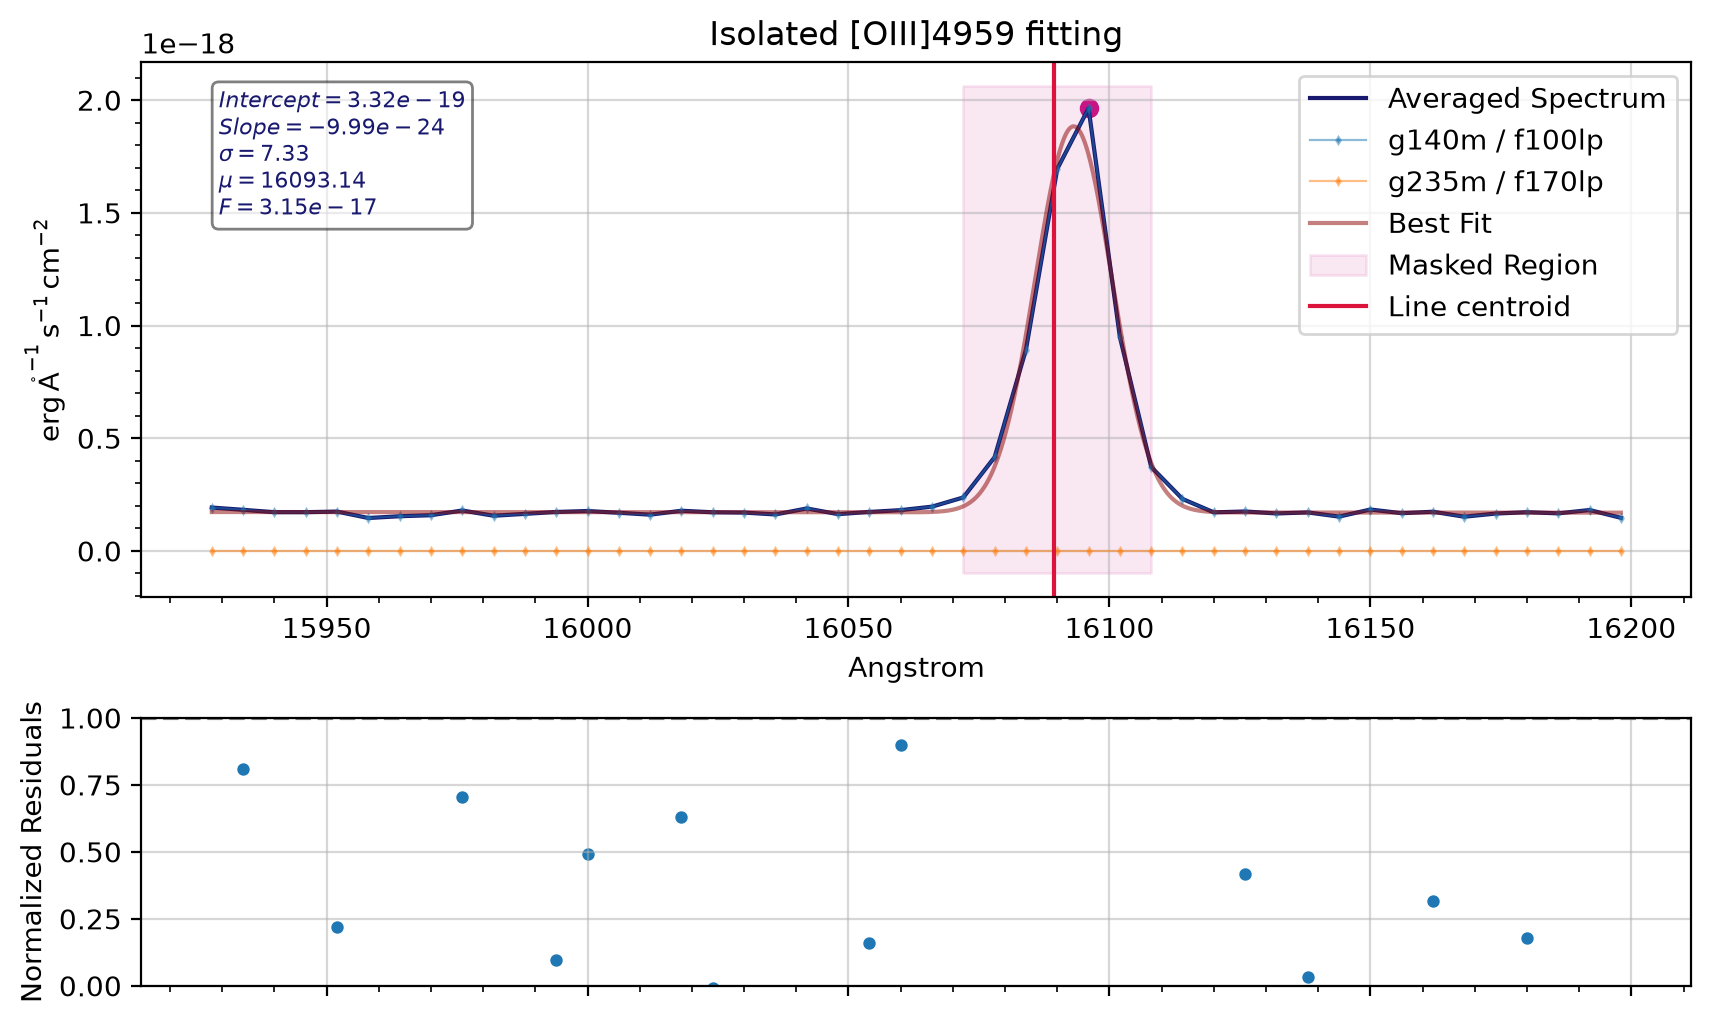 Isolated [OIII]4959 fitting
1e−18
Intercept = 3.32e − 19
Slope = −9.99e − 24
σ = 7.33
μ = 16093.14
F = 3.15e − 17
Averaged Spectrum
g140m / f100lp
g235m / f170lp
Best Fit
Masked Region
Line centroid
2.0
1.5
1.0
0.5
0.0
erg Å⁻¹ s⁻¹ cm⁻²
15950 16000 16050 16100 16150 16200
Angstrom
1.00
0.75
0.50
0.25
0.00
Normalized Residuals